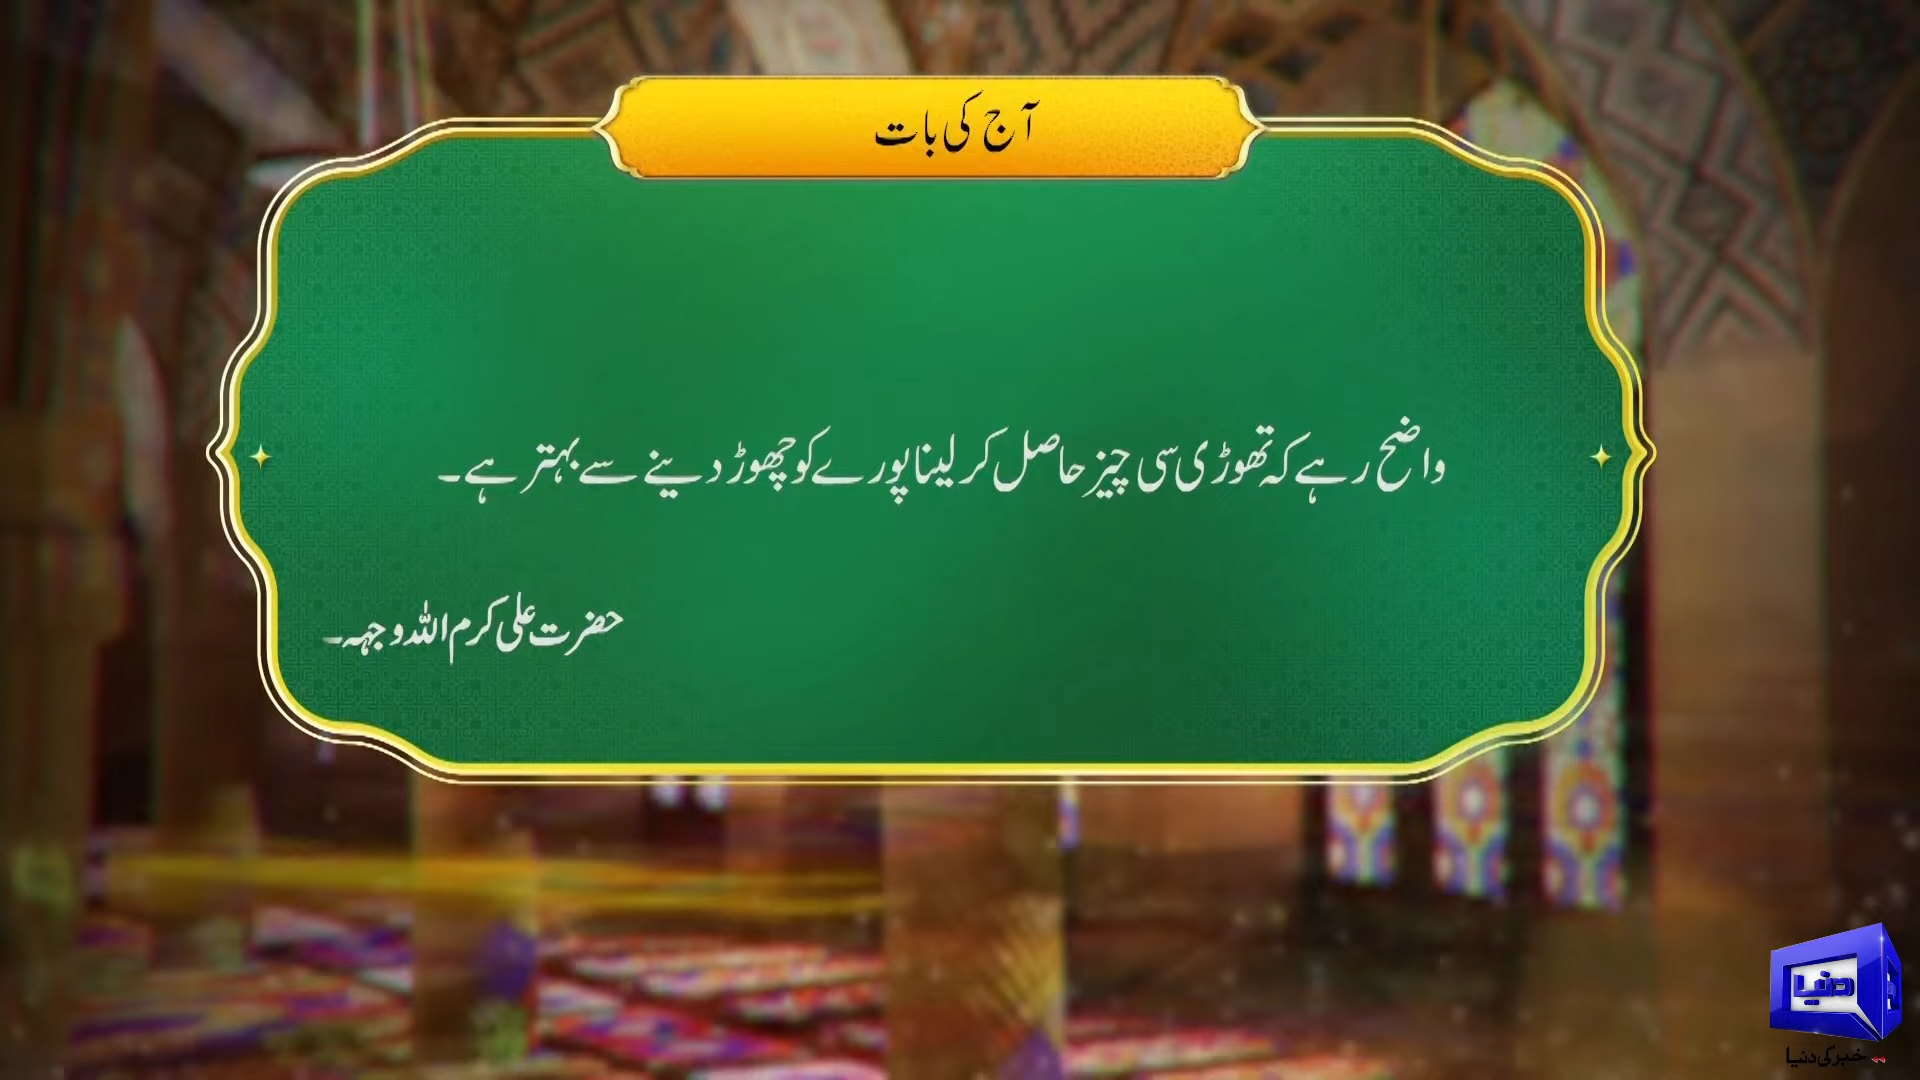 آج کی بات
واضح رہے کہ تھوڑی سی چیز حاصل کر لینا پورے کو چھوڑ دینے سے بہتر ہے۔
حضرت علی کرم اللہ وجہہ۔
دنیا
خبر کی دنیا